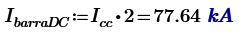 I_barraDC := I_cc • 2 = 77.64 kA